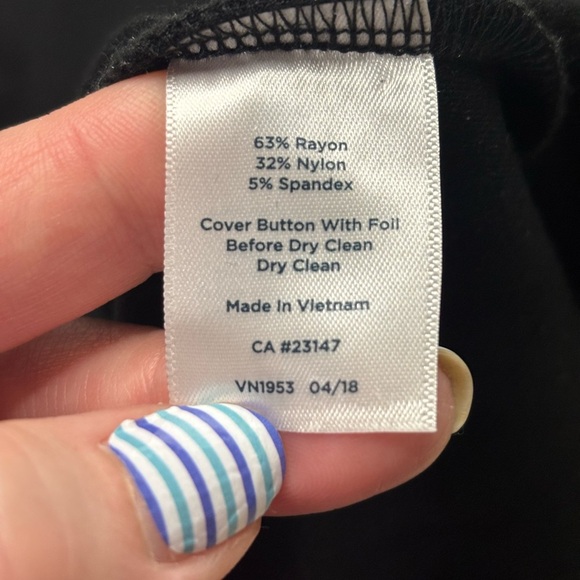 63% Rayon
32% Nylon
5% Spandex
Cover Button With Foil
Before Dry Clean
Dry Clean
Made In Vietnam
CA #23147
VN1953 04/18